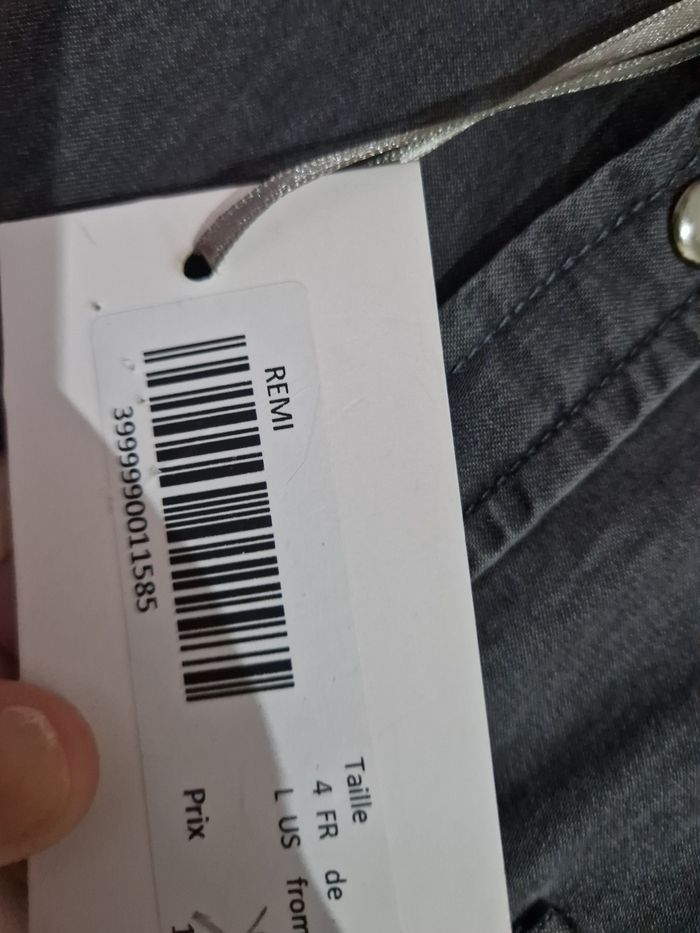 REMI
3999990011585
Taille
4 FR de
L US from
Prix